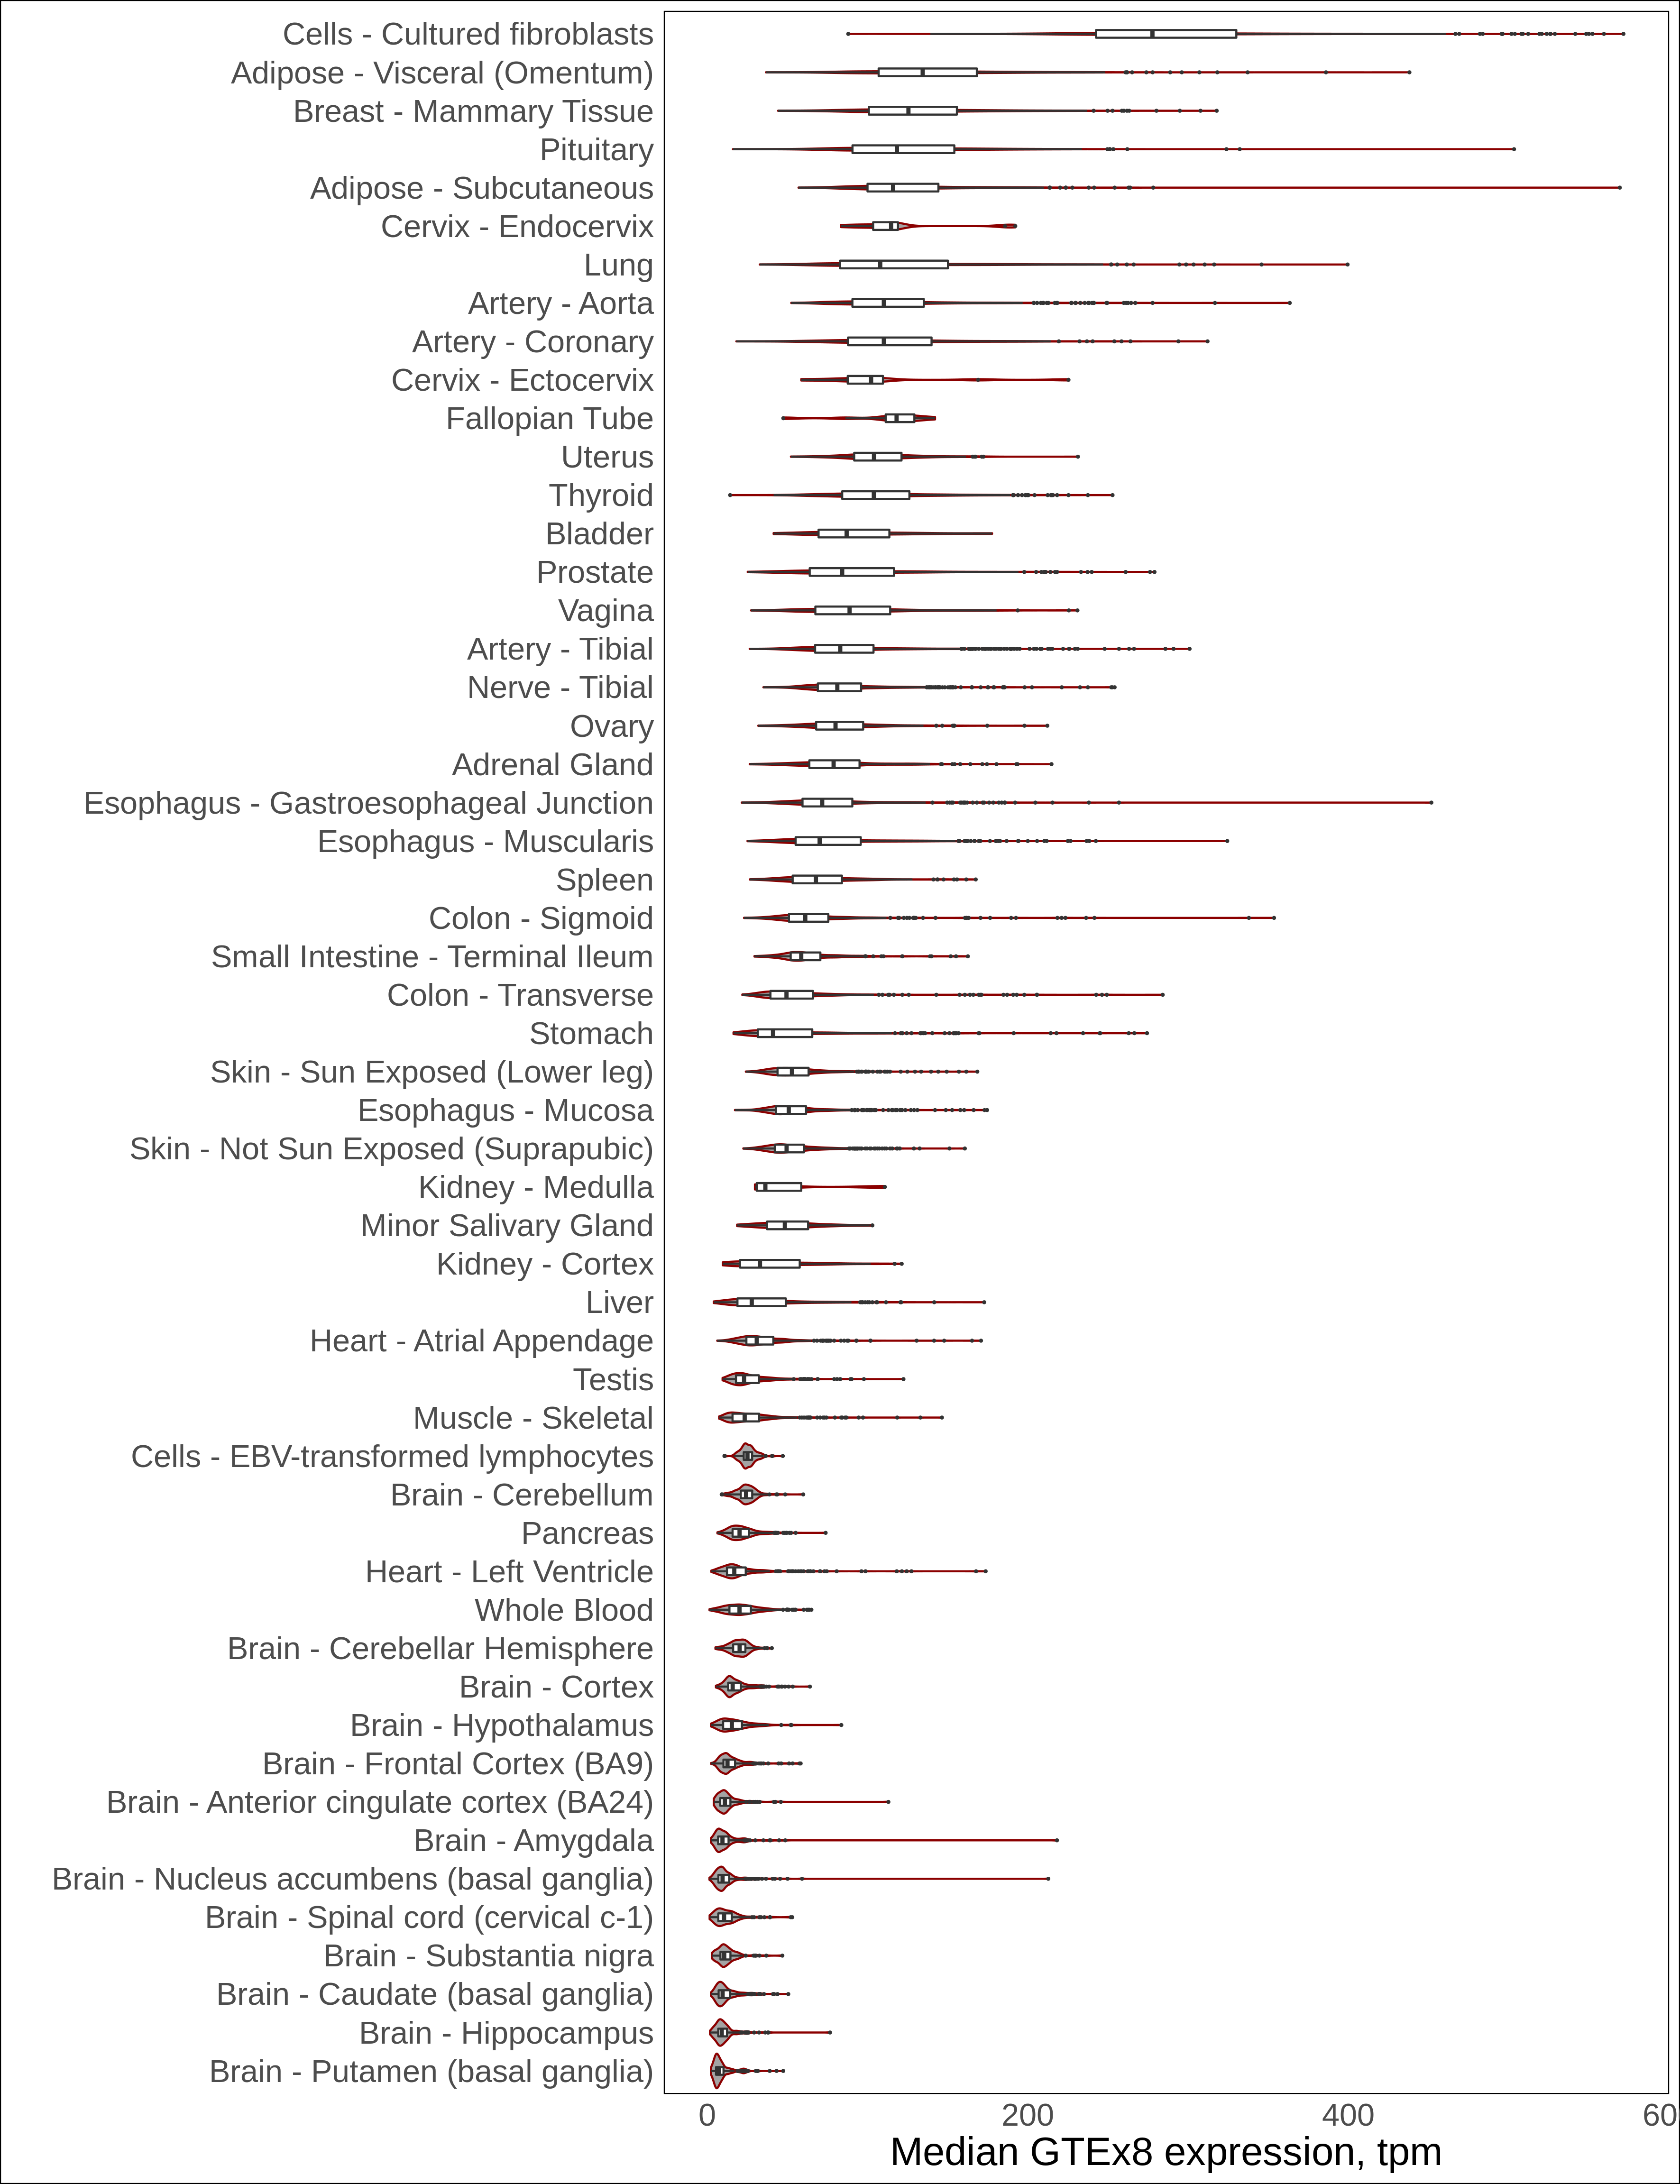 Cells - Cultured fibroblasts
Adipose - Visceral (Omentum)
Breast - Mammary Tissue
Pituitary
Adipose - Subcutaneous
Cervix - Endocervix
Lung
Artery - Aorta
Artery - Coronary
Cervix - Ectocervix
Fallopian Tube
Uterus
Thyroid
Bladder
Prostate
Vagina
Artery - Tibial
Nerve - Tibial
Ovary
Adrenal Gland
Esophagus - Gastroesophageal Junction
Esophagus - Muscularis
Spleen
Colon - Sigmoid
Small Intestine - Terminal Ileum
Colon - Transverse
Stomach
Skin - Sun Exposed (Lower leg)
Esophagus - Mucosa
Skin - Not Sun Exposed (Suprapubic)
Kidney - Medulla
Minor Salivary Gland
Kidney - Cortex
Liver
Heart - Atrial Appendage
Testis
Muscle - Skeletal
Cells - EBV-transformed lymphocytes
Brain - Cerebellum
Pancreas
Heart - Left Ventricle
Whole Blood
Brain - Cerebellar Hemisphere
Brain - Cortex
Brain - Hypothalamus
Brain - Frontal Cortex (BA9)
Brain - Anterior cingulate cortex (BA24)
Brain - Amygdala
Brain - Nucleus accumbens (basal ganglia)
Brain - Spinal cord (cervical c-1)
Brain - Substantia nigra
Brain - Caudate (basal ganglia)
Brain - Hippocampus
Brain - Putamen (basal ganglia)
0 200 400 60
Median GTEx8 expression, tpm